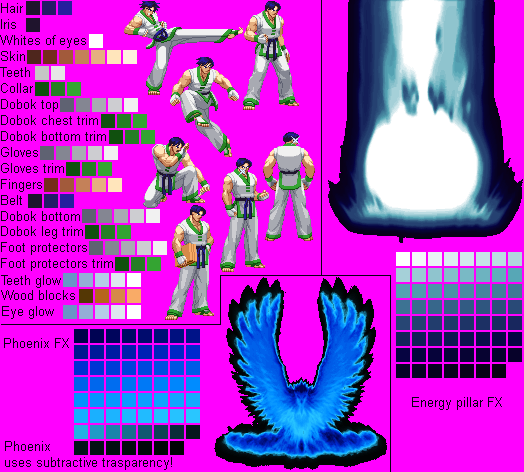 Hair
Iris
Whites of eyes
Skin
Teeth
Collar
Dobok top
Dobok chest trim
Dobok bottom trim
Gloves
Gloves trim
Fingers
Belt
Dobok bottom
Dobok leg trim
Foot protectors
Foot protectors trim
Teeth glow
Wood blocks
Eye glow
Phoenix FX
Phoenix
uses subtractive trasparency!
Energy pillar FX